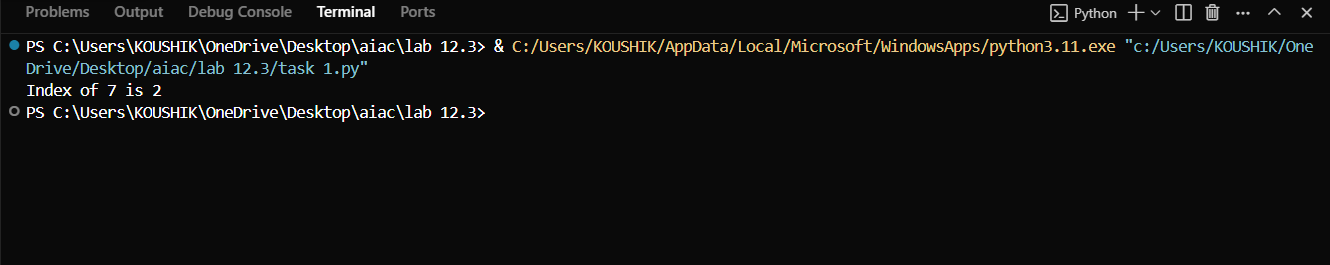 Problems Output Debug Console Terminal Ports Python
PS C:\Users\KOUSHIK\OneDrive\Desktop\aiac\lab 12.3> & C:/Users/KOUSHIK/AppData/Local/Microsoft/WindowsApps/python3.11.exe "c:/Users/KOUSHIK/One
Drive/Desktop/aiac/lab 12.3/task 1.py"
Index of 7 is 2
PS C:\Users\KOUSHIK\OneDrive\Desktop\aiac\lab 12.3>